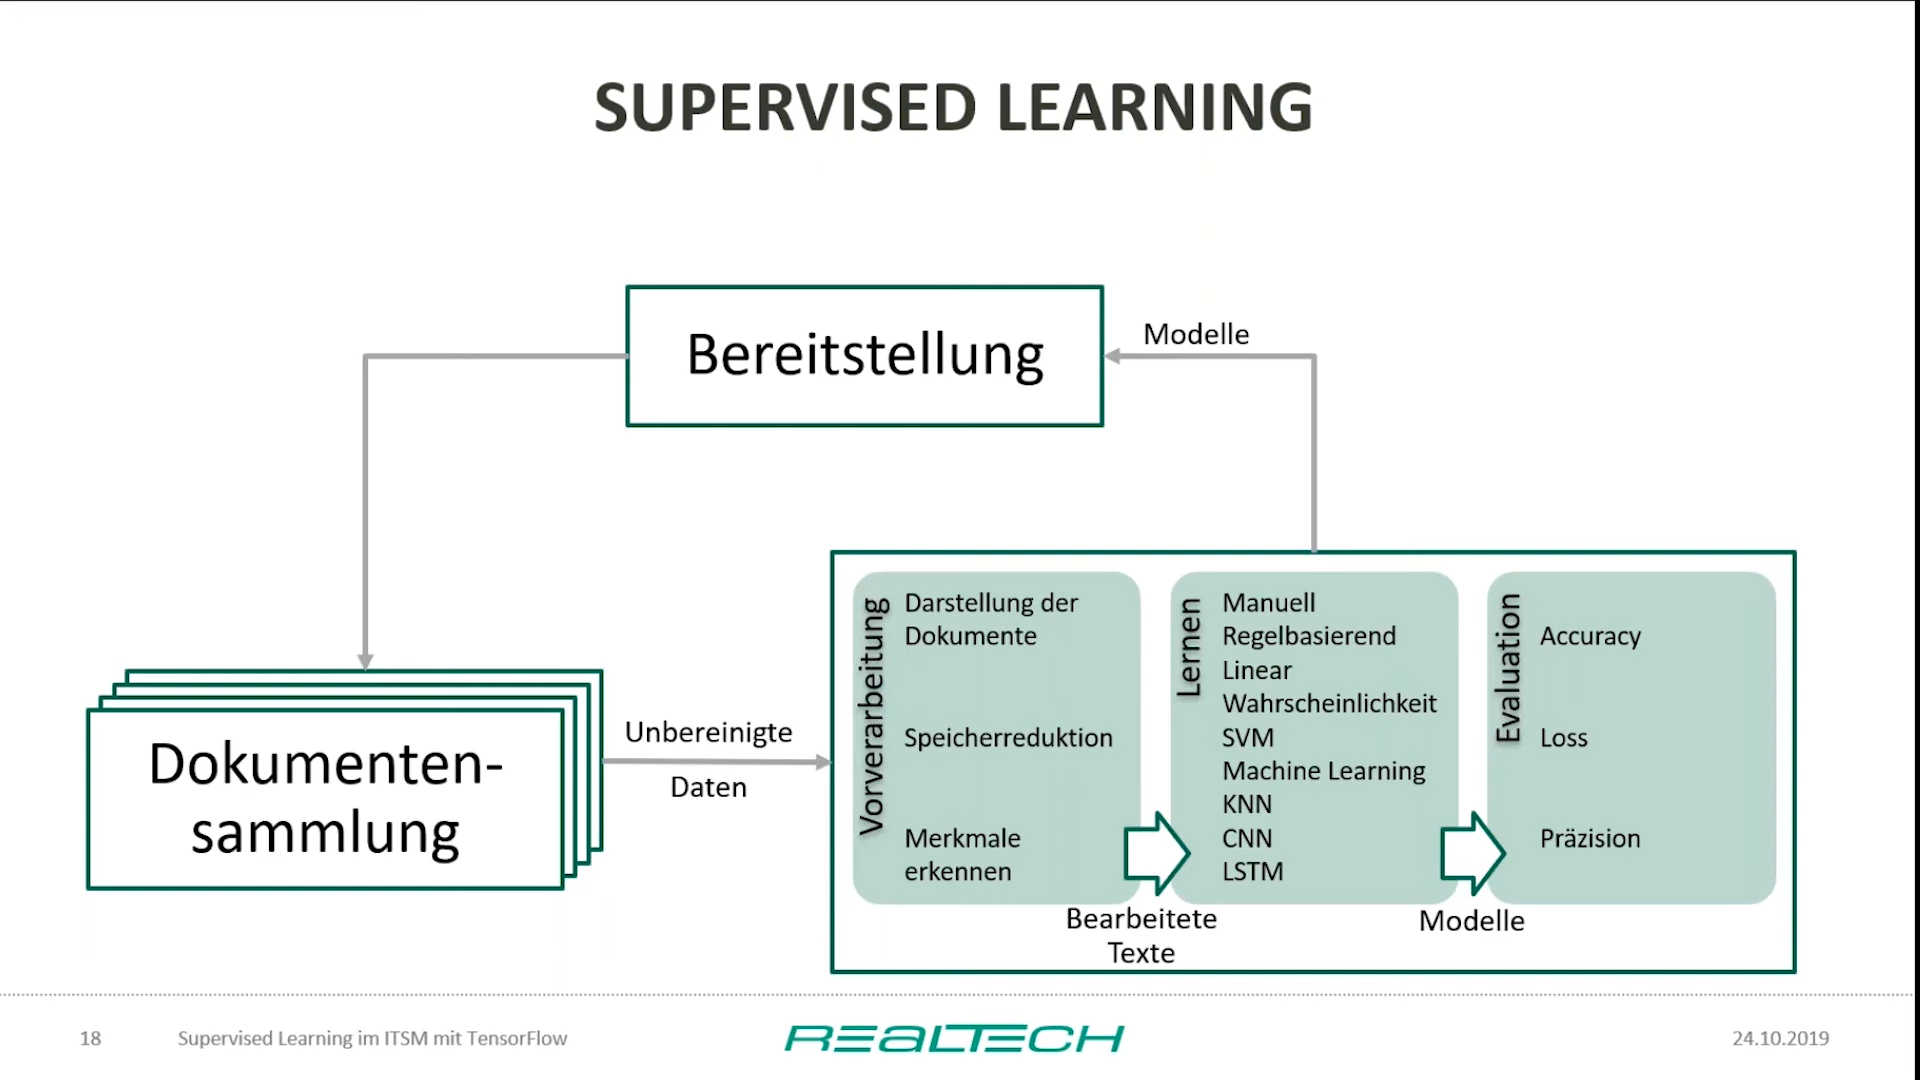 SUPERVISED LEARNING
Bereitstellung
Modelle
Dokumenten-
sammlung
Unbereinigte
Daten
Vorverarbeitung
Darstellung der
Dokumente
Speicherreduktion
Merkmale
erkennen
Bearbeitete
Texte
Lernen
Manuell
Regelbasierend
Linear
Wahrscheinlichkeit
SVM
Machine Learning
KNN
CNN
LSTM
Modelle
Evaluation
Accuracy
Loss
Präzision
18
Supervised Learning im ITSM mit TensorFlow
REALTECH
24.10.2019